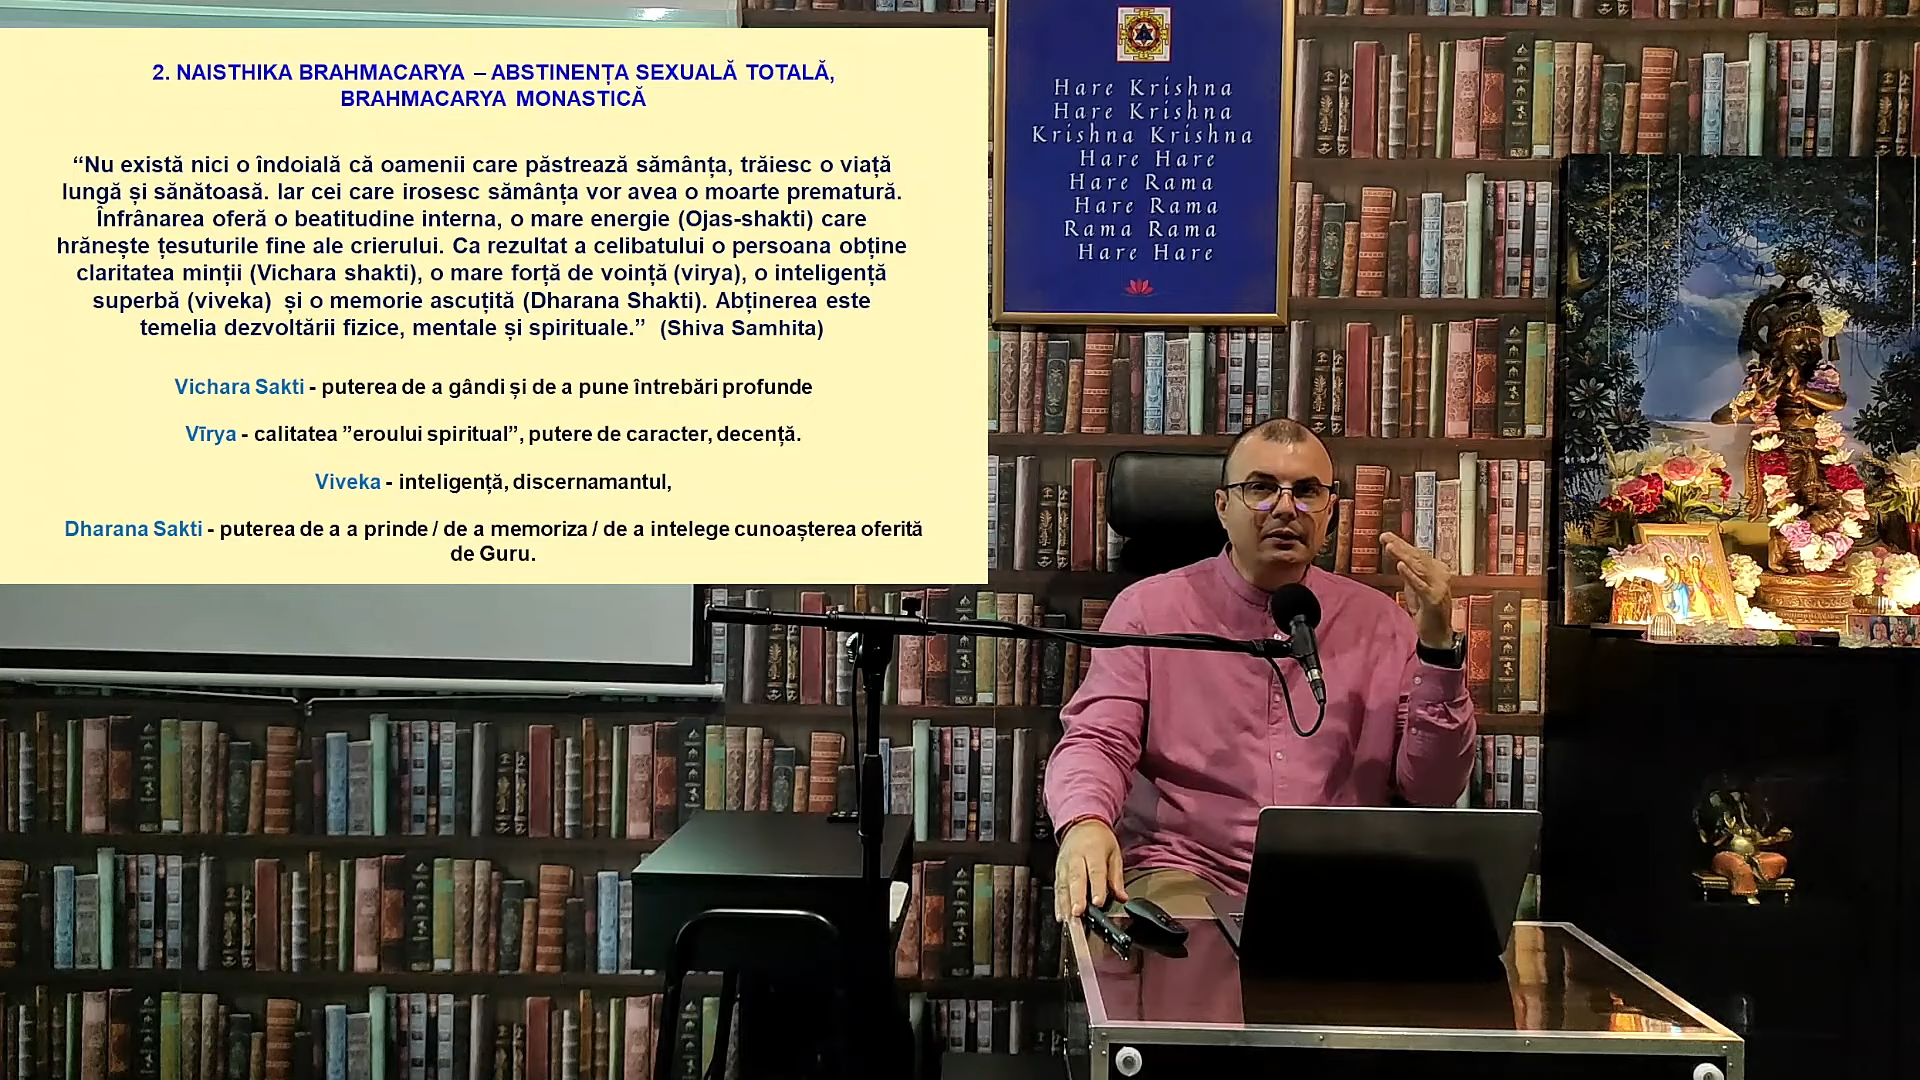 2. NAISTHIKA BRAHMACARYA – ABSTINENȚA SEXUALĂ TOTALĂ,
BRAHMACARYA MONASTICĂ
“Nu există nici o îndoială că oamenii care păstrează sămânța, trăiesc o viață
lungă și sănătoasă. Iar cei care irosesc sămânța vor avea o moarte prematură.
Înfrânarea oferă o beatitudine interna, o mare energie (Ojas-shakti) care
hrănește țesuturile fine ale crierului. Ca rezultat a celibatului o persoana obține
claritatea minții (Vichara shakti), o mare forță de voință (virya), o inteligență
superbă (viveka) și o memorie ascuțită (Dharana Shakti). Abținerea este
temelia dezvoltării fizice, mentale și spirituale.” (Shiva Samhita)
Vichara Sakti - puterea de a gândi și de a pune întrebări profunde
Vīrya - calitatea ”eroului spiritual”, putere de caracter, decență.
Viveka - inteligență, discernamantul,
Dharana Sakti - puterea de a a prinde / de a memoriza / de a intelege cunoașterea oferită
de Guru.
Hare Krishna
Hare Krishna
Krishna Krishna
Hare Hare
Hare Rama
Hare Rama
Rama Rama
Hare Hare